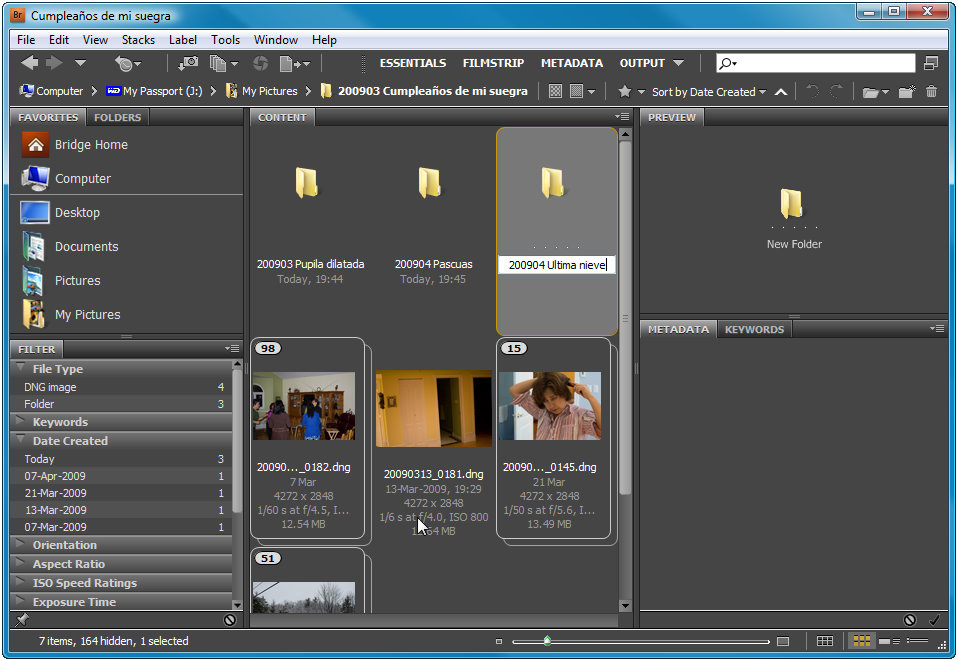 Br Cumpleaños de mi suegra
File Edit View Stacks Label Tools Window Help
ESSENTIALS FILMSTRIP METADATA OUTPUT
Computer > WD My Passport (J:) > My Pictures > 200903 Cumpleaños de mi suegra Sort by Date Created
FAVORITES FOLDERS
Bridge Home
Computer
Desktop
Documents
Pictures
My Pictures
FILTER
File Type
DNG image 4
Folder 3
Keywords
Date Created
Today 3
07-Apr-2009 1
21-Mar-2009 1
13-Mar-2009 1
07-Mar-2009 1
Orientation
Aspect Ratio
ISO Speed Ratings
Exposure Time
CONTENT
200903 Pupila dilatada
Today, 19:44
200904 Pascuas
Today, 19:45
200904 Ultima nieve
98
20090..._0182.dng
7 Mar
4272 x 2848
1/60 s at f/4.5, I...
12.54 MB
20090313_0181.dng
13-Mar-2009, 19:29
4272 x 2848
1/6 s at f/4.0, ISO 800
MB
15
20090..._0145.dng
21 Mar
4272 x 2848
1/50 s at f/5.6, I...
13.49 MB
51
PREVIEW
New Folder
METADATA KEYWORDS
7 items, 164 hidden, 1 selected